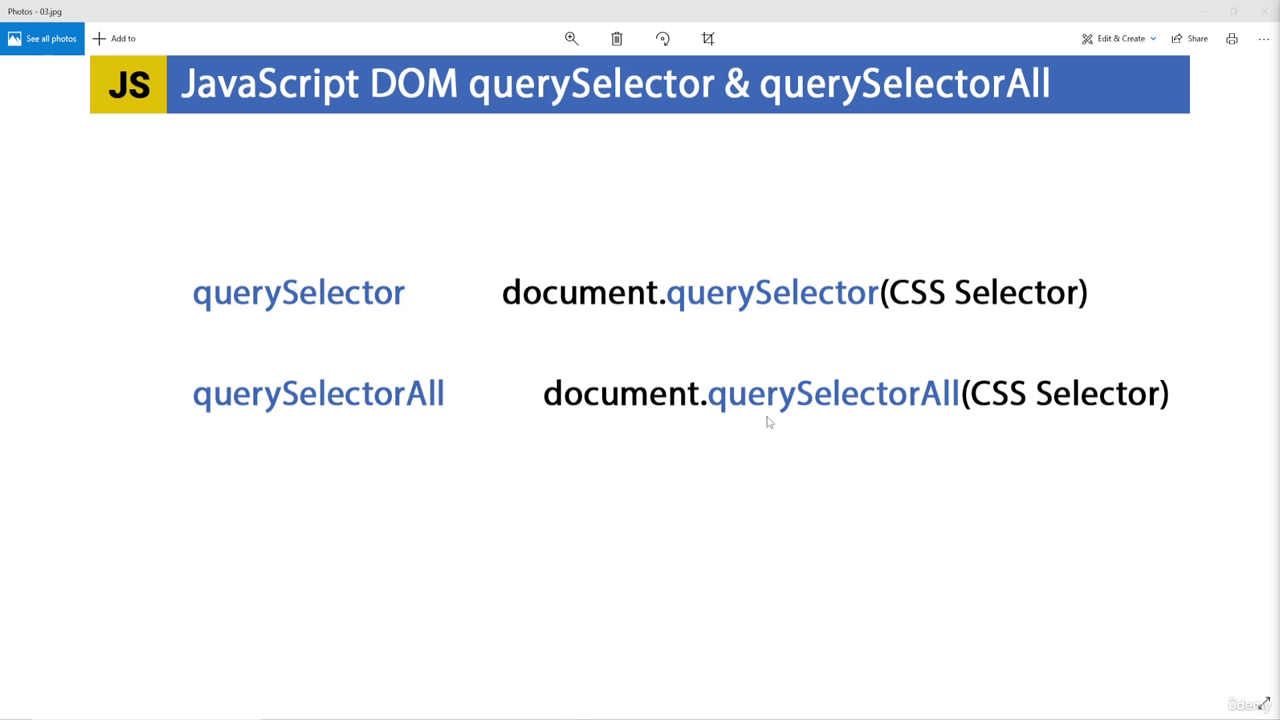 Photos - 03.jpg
See all photos
Add to
Edit & Create
Share
JS JavaScript DOM querySelector & querySelectorAll
querySelector document.querySelector(CSS Selector)
querySelectorAll document.querySelectorAll(CSS Selector)
ûdemy